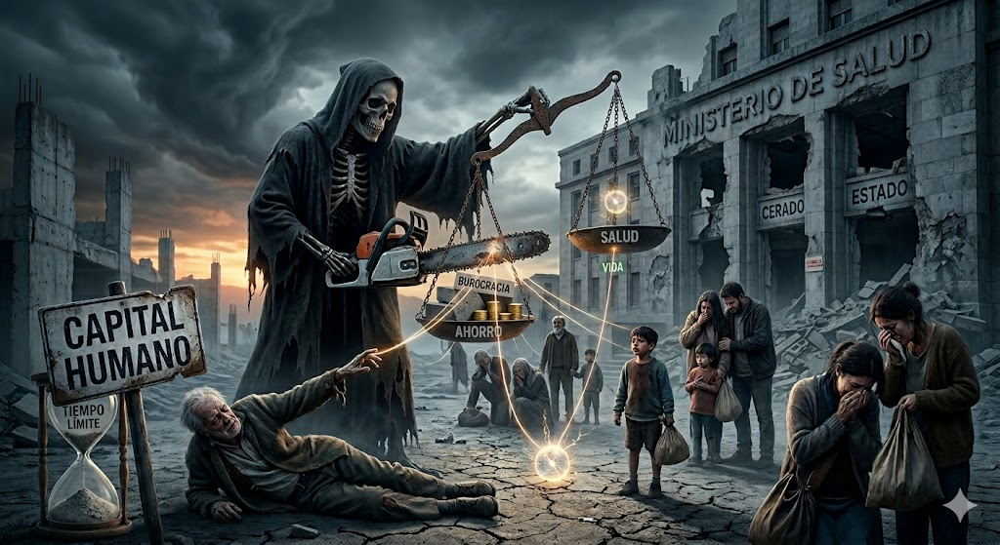 MINISTERIO DE SALUD
CERADO
ESTADO
SALUD
VIDA
BUROCRACIA
AHORRO
CAPITAL
HUMANO
TIEMPO
LÍMITE